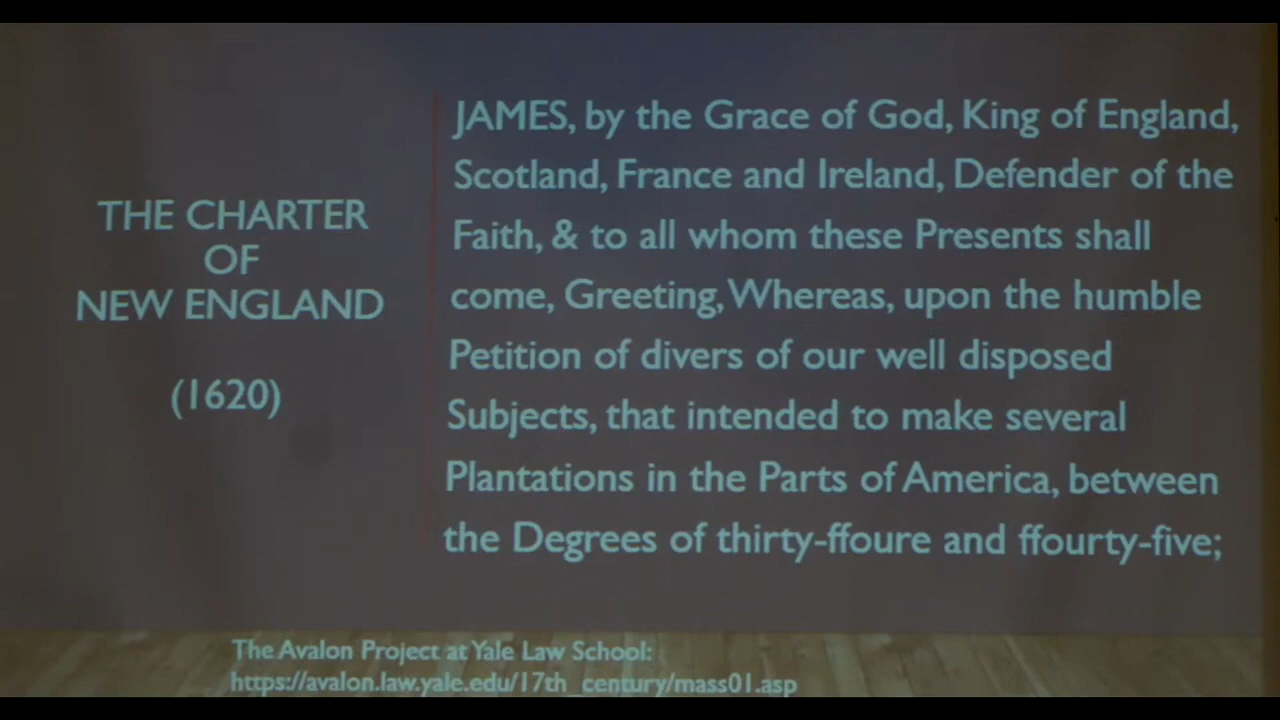 THE CHARTER
OF
NEW ENGLAND
(1620)
JAMES, by the Grace of God, King of England,
Scotland, France and Ireland, Defender of the
Faith, & to all whom these Presents shall
come, Greeting, Whereas, upon the humble
Petition of divers of our well disposed
Subjects, that intended to make several
Plantations in the Parts of America, between
the Degrees of thirty-ffoure and ffourty-five;
The Avalon Project at Yale Law School:
https://avalon.law.yale.edu/17th_century/mass01.asp